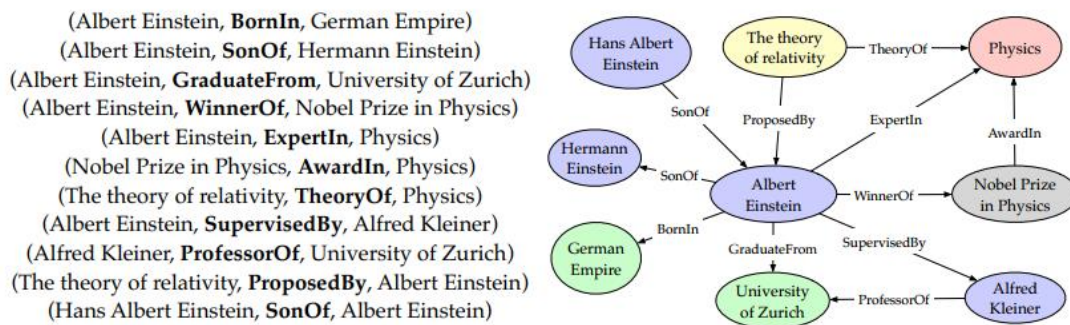 (Albert Einstein, BornIn, German Empire)
(Albert Einstein, SonOf, Hermann Einstein)
(Albert Einstein, GraduateFrom, University of Zurich)
(Albert Einstein, WinnerOf, Nobel Prize in Physics)
(Albert Einstein, ExpertIn, Physics)
(Nobel Prize in Physics, AwardIn, Physics)
(The theory of relativity, TheoryOf, Physics)
(Albert Einstein, SupervisedBy, Alfred Kleiner)
(Alfred Kleiner, ProfessorOf, University of Zurich)
(The theory of relativity, ProposedBy, Albert Einstein)
(Hans Albert Einstein, SonOf, Albert Einstein)
Hans Albert
Einstein
The theory
of relativity
TheoryOf
Physics
SonOf
ProposedBy
ExpertIn
AwardIn
Hermann
Einstein
SonOf
Albert
Einstein
WinnerOf
Nobel Prize
in Physics
BornIn
GraduateFrom
SupervisedBy
German
Empire
University
of Zurich
ProfessorOf
Alfred
Kleiner